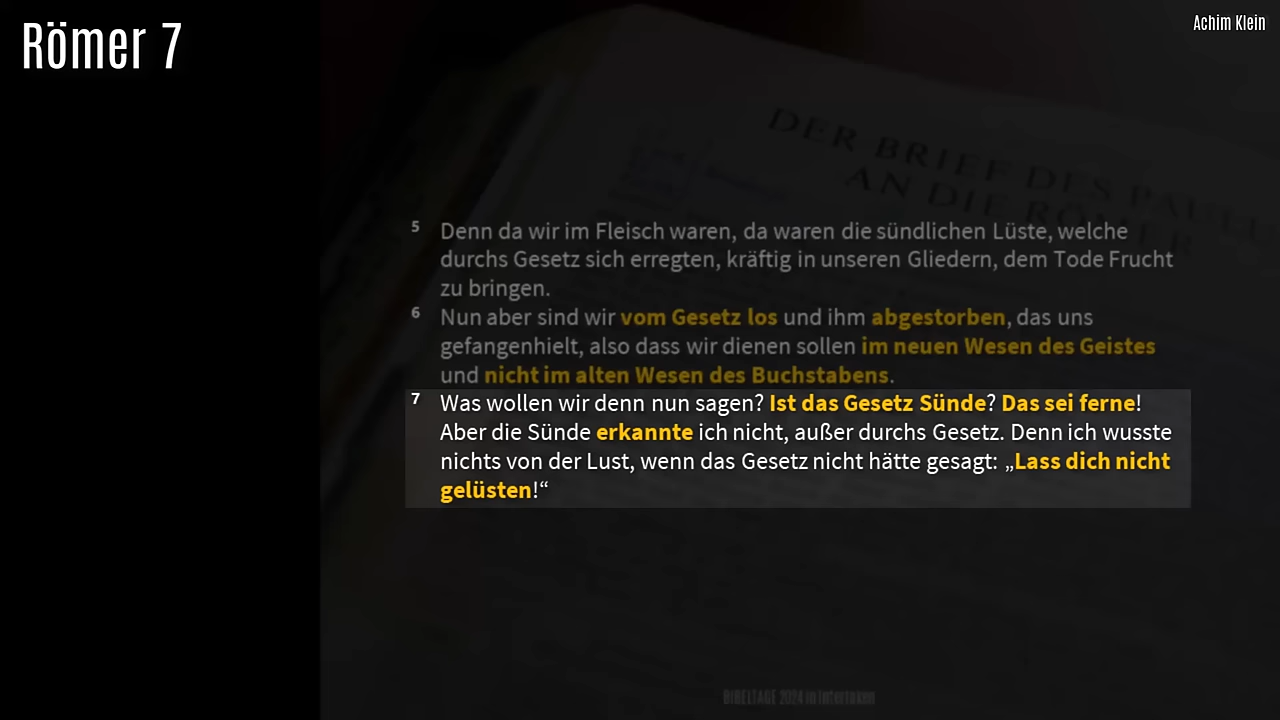 Römer 7
Achim Klein
DER BRIEF DES PAULU
AN DIE RÖMER
5 Denn da wir im Fleisch waren, da waren die sündlichen Lüste, welche
durchs Gesetz sich erregten, kräftig in unseren Gliedern, dem Tode Frucht
zu bringen.
6 Nun aber sind wir vom Gesetz los und ihm abgestorben, das uns
gefangenhielt, also dass wir dienen sollen im neuen Wesen des Geistes
und nicht im alten Wesen des Buchstabens.
7 Was wollen wir denn nun sagen? Ist das Gesetz Sünde? Das sei ferne!
Aber die Sünde erkannte ich nicht, außer durchs Gesetz. Denn ich wusste
nichts von der Lust, wenn das Gesetz nicht hätte gesagt: „Lass dich nicht
gelüsten!“
BIBELTAGE 2024 in Interlaken